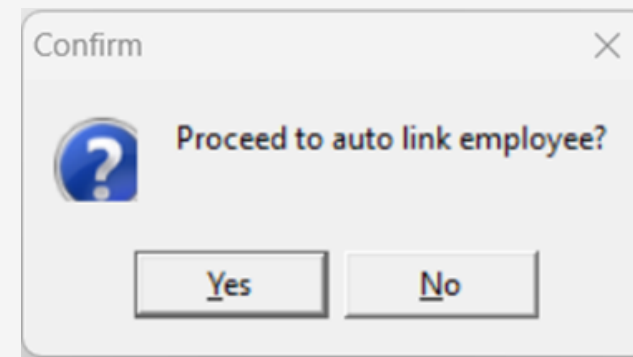 Confirm
Proceed to auto link employee?
Yes
No